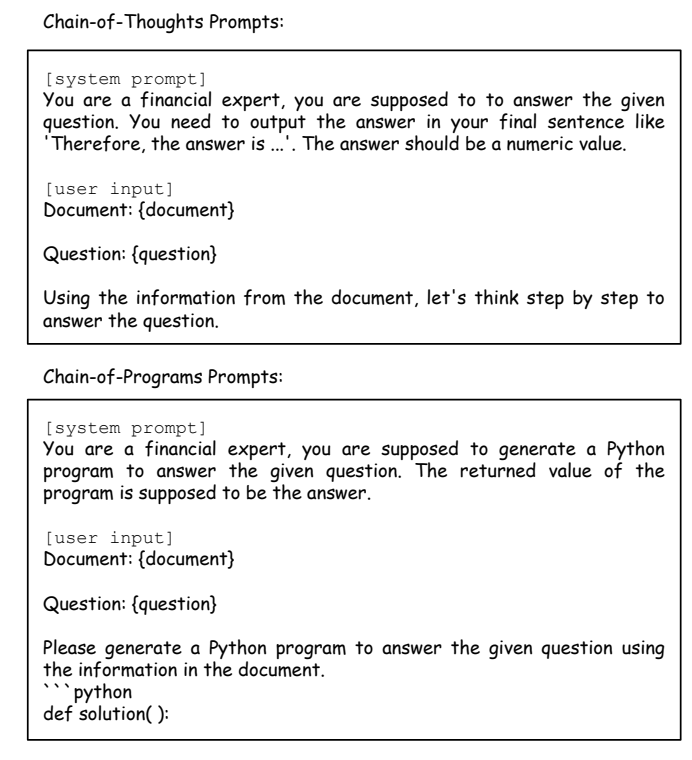 Chain-of-Thoughts Prompts:
[system prompt]
You are a financial expert, you are supposed to to answer the given
question. You need to output the answer in your final sentence like
'Therefore, the answer is ...'. The answer should be a numeric value.
[user input]
Document: {document}
Question: {question}
Using the information from the document, let's think step by step to
answer the question.
Chain-of-Programs Prompts:
[system prompt]
You are a financial expert, you are supposed to generate a Python
program to answer the given question. The returned value of the
program is supposed to be the answer.
[user input]
Document: {document}
Question: {question}
Please generate a Python program to answer the given question using
the information in the document.
```python
def solution( ):